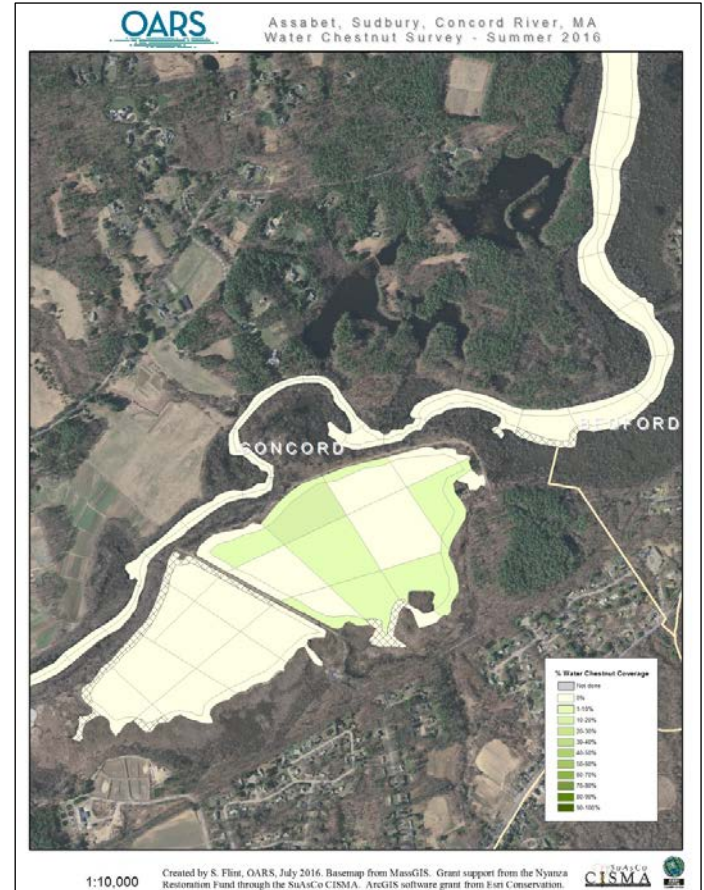 OARS
Assabet, Sudbury, Concord River, MA
Water Chestnut Survey - Summer 2016
BEDFORD
CONCORD
% Water Chestnut Coverage
Not done
0%
1-10%
10-20%
20-30%
30-40%
40-50%
50-60%
60-70%
70-80%
80-90%
90-100%
1:10,000
Created by S. Flint, OARS, July 2016. Basemap from MassGIS. Grant support from the Nyanza
Restoration Fund through the SuAsCo CISMA. ArcGIS software grant from Esri Conservation.
SuAsCo
CISMA